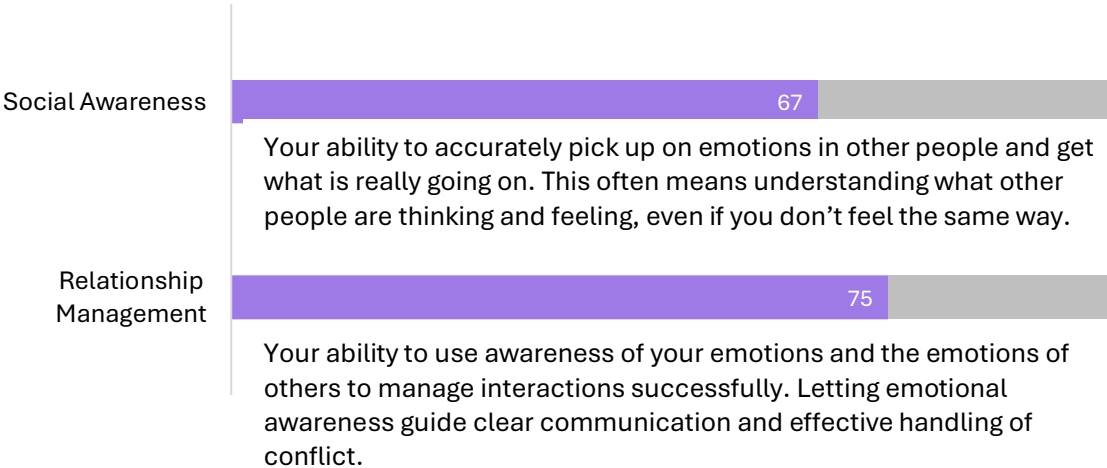 Social Awareness
67
Your ability to accurately pick up on emotions in other people and get
what is really going on. This often means understanding what other
people are thinking and feeling, even if you don’t feel the same way.
Relationship
Management
75
Your ability to use awareness of your emotions and the emotions of
others to manage interactions successfully. Letting emotional
awareness guide clear communication and effective handling of
conflict.